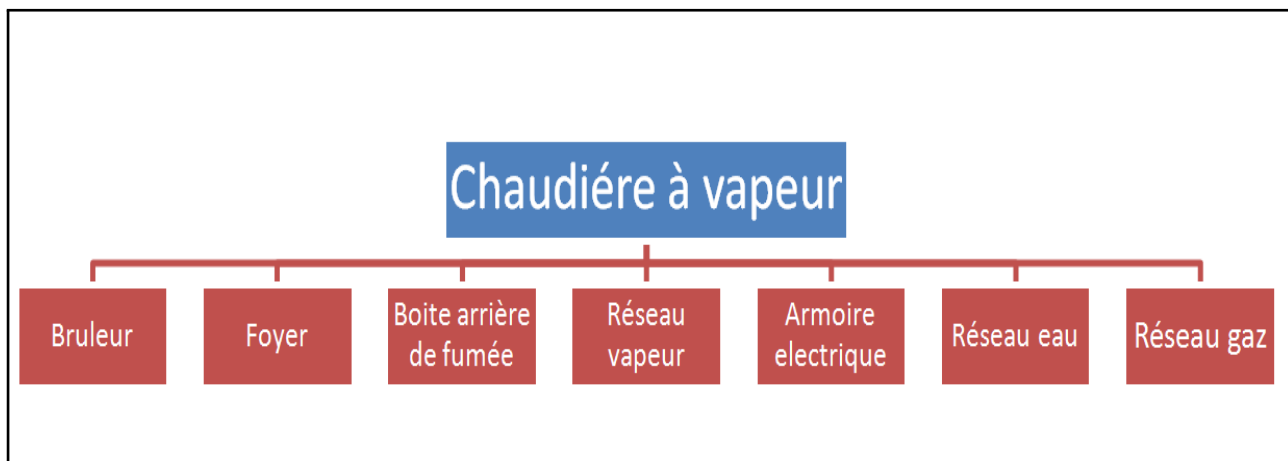 Chaudiére à vapeur
Bruleur
Foyer
Boite arrière
de fumée
Réseau
vapeur
Armoire
electrique
Réseau eau
Réseau gaz